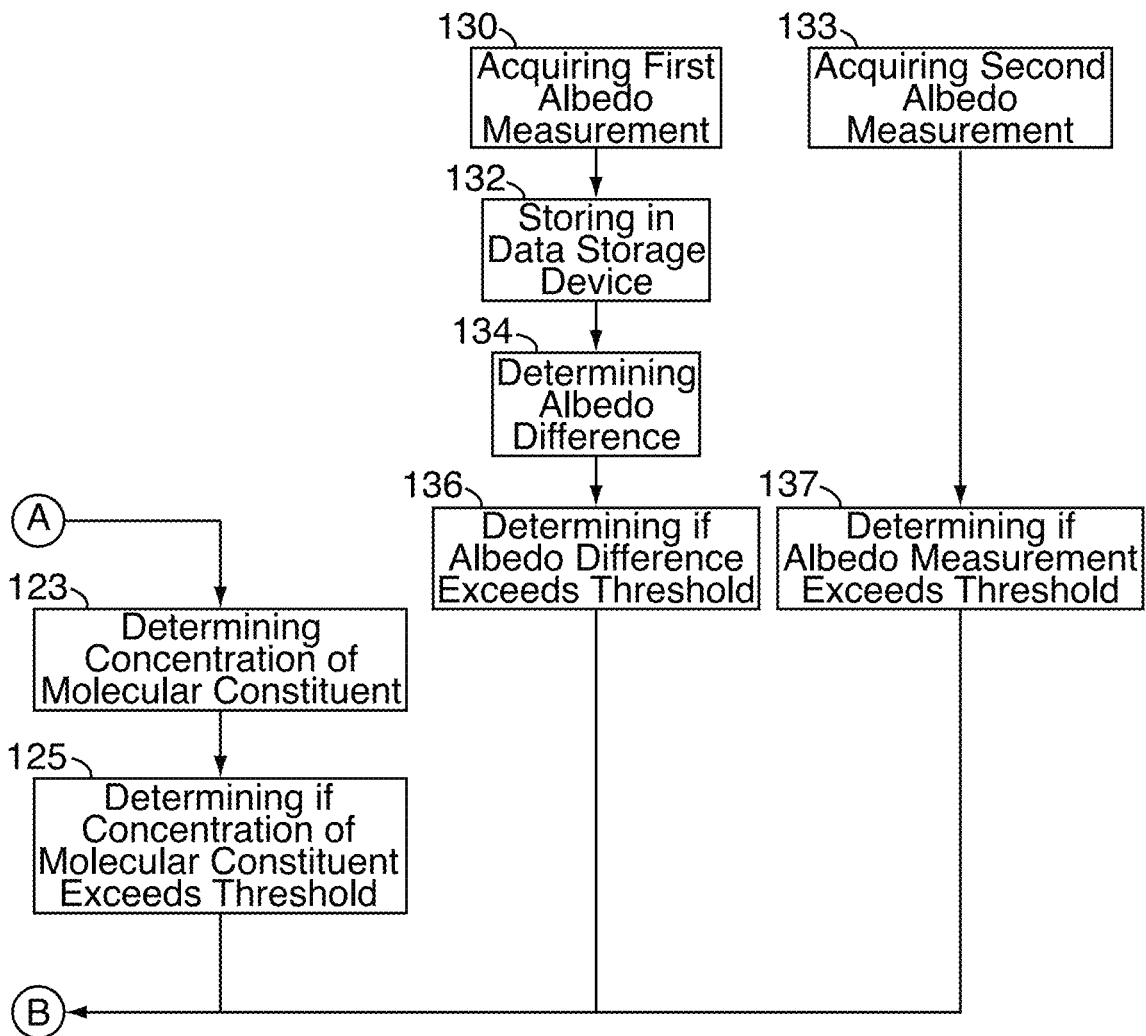 130
Acquiring First
Albedo
Measurement
133
Acquiring Second
Albedo
Measurement
132
Storing in
Data Storage
Device
134
Determining
Albedo
Difference
136
Determining if
Albedo Difference
Exceeds Threshold
137
Determining if
Albedo Measurement
Exceeds Threshold
A
123
Determining
Concentration of
Molecular Constituent
125
Determining if
Concentration of
Molecular Constituent
Exceeds Threshold
B